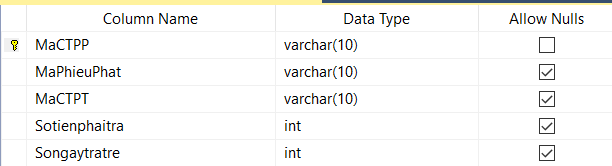 Column Name Data Type Allow Nulls
MaCTPP varchar(10)
MaPhieuPhat varchar(10)
MaCTPT varchar(10)
Sotienphaitra int
Songaytratre int